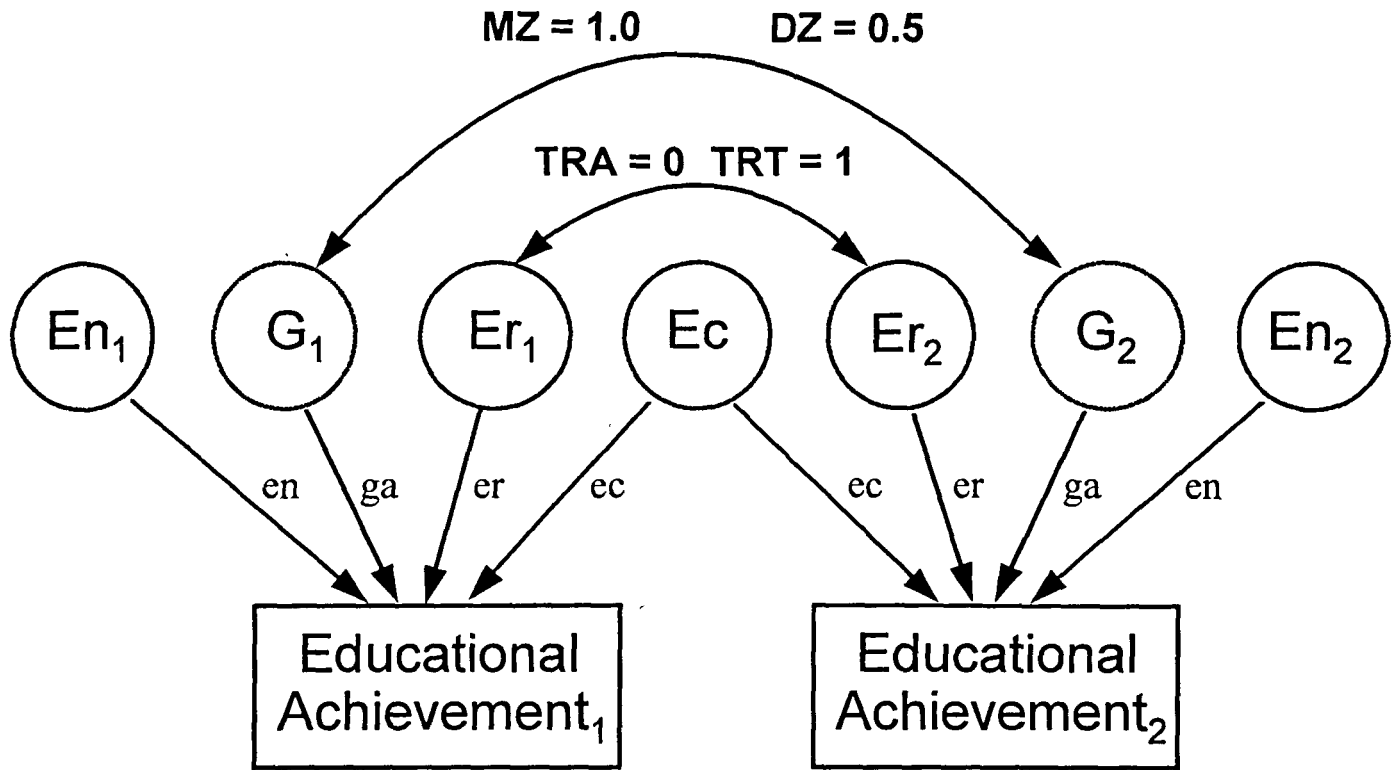 MZ = 1.0 DZ = 0.5
TRA = 0 TRT = 1
En₁ G₁ Er₁ Ec Er₂ G₂ En₂
en ga er ec ec er ga en
Educational
Achievement₁
Educational
Achievement₂